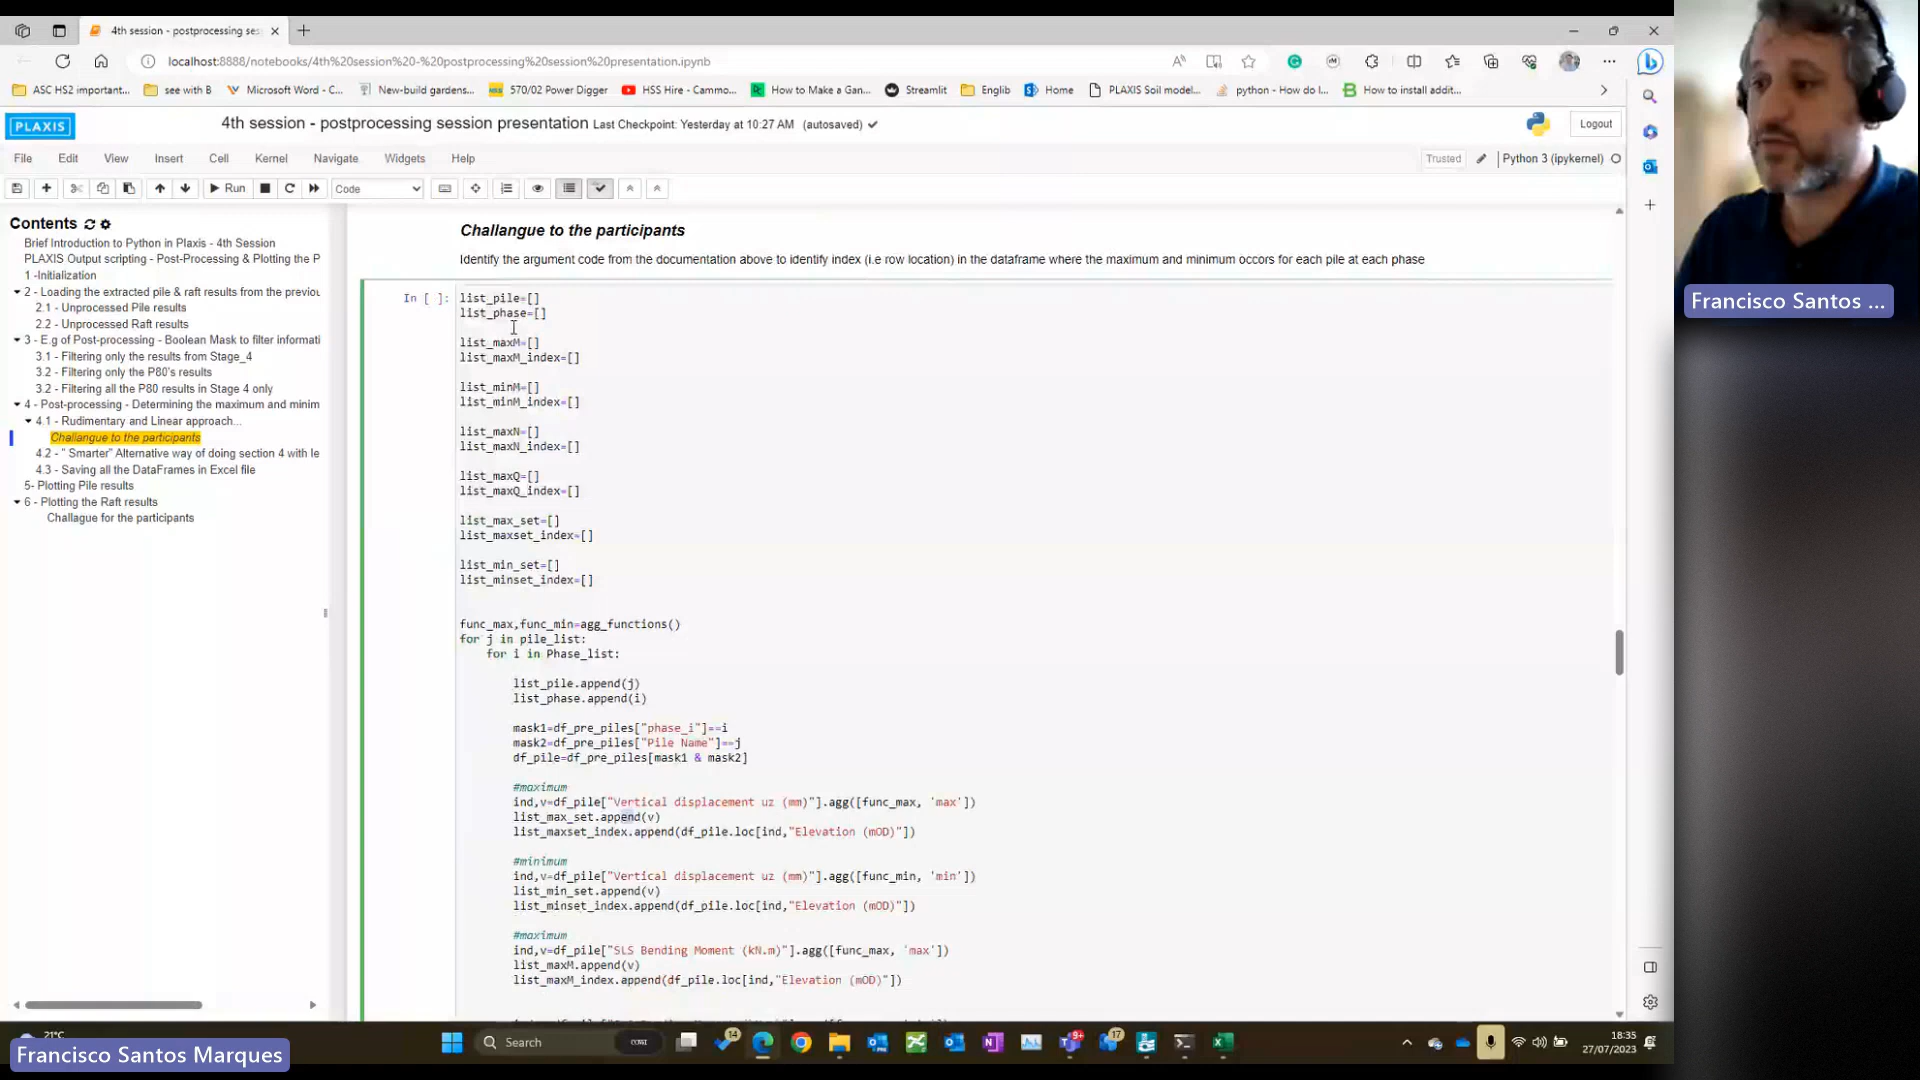 4th session - postprocessing ses
localhost:8888/notebooks/4th%20session%20-%20postprocessing%20session%20presentation.ipynb
ASC HS2 important...
see with B
Microsoft Word - C...
New-build gardens...
570/02 Power Digger
HSS Hire - Cammo...
How to Make a Gan...
Streamlit
Englib
Home
PLAXIS Soil model...
python - How do I...
How to install addit...
PLAXIS
4th session - postprocessing session presentation Last Checkpoint: Yesterday at 10:27 AM (autosaved)
Logout
File Edit View Insert Cell Kernel Navigate Widgets Help
Trusted
Python 3 (ipykernel)
Run
Code
Contents
Brief Introduction to Python in Plaxis - 4th Session
PLAXIS Output scripting - Post-Processing & Plotting the P
1 -Initialization
2 - Loading the extracted pile & raft results from the previou
2.1 - Unprocessed Pile results
2.2 - Unprocessed Raft results
3 - E.g of Post-processing - Boolean Mask to filter informati
3.1 - Filtering only the results from Stage_4
3.2 - Filtering only the P80's results
3.2 - Filtering all the P80 results in Stage 4 only
4 - Post-processing - Determining the maximum and minim
4.1 - Rudimentary and Linear approach...
Challangue to the participants
4.2 - " Smarter" Alternative way of doing section 4 with le
4.3 - Saving all the DataFrames in Excel file
5- Plotting Pile results
6 - Plotting the Raft results
Challague for the participants
Challangue to the participants
Identify the argument code from the documentation above to identify index (i.e row location) in the dataframe where the maximum and minimum occors for each pile at each phase
In [ ]:
list_pile=[]
list_phase=[]
list_maxM=[]
list_maxM_index=[]
list_minM=[]
list_minM_index=[]
list_maxN=[]
list_maxN_index=[]
list_maxQ=[]
list_maxQ_index=[]
list_max_set=[]
list_maxset_index=[]
list_min_set=[]
list_minset_index=[]
func_max,func_min=agg_functions()
for j in pile_list:
for i in Phase_list:
list_pile.append(j)
list_phase.append(i)
mask1=df_pre_piles["phase_i"]==i
mask2=df_pre_piles["Pile Name"]==j
df_pile=df_pre_piles[mask1 & mask2]
#maximum
ind,v=df_pile["Vertical displacement uz (mm)"].agg([func_max, 'max'])
list_max_set.append(v)
list_maxset_index.append(df_pile.loc[ind,"Elevation (mOD)"])
#minimum
ind,v=df_pile["Vertical displacement uz (mm)"].agg([func_min, 'min'])
list_min_set.append(v)
list_minset_index.append(df_pile.loc[ind,"Elevation (mOD)"])
#maximum
ind,v=df_pile["SLS Bending Moment (kN.m)"].agg([func_max, 'max'])
list_maxM.append(v)
list_maxM_index.append(df_pile.loc[ind,"Elevation (mOD)"])
Francisco Santos ...
21°C
Francisco Santos Marques
Search
14
9+
17
18:35
27/07/2023